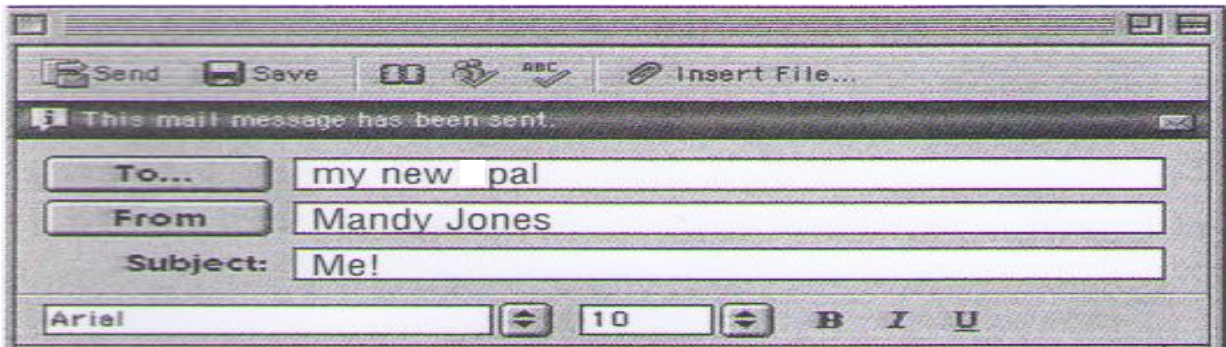 Send Save ABC Insert File...
i This mail message has been sent.
To... my new pal
From Mandy Jones
Subject: Me!
Arial 10 B I U